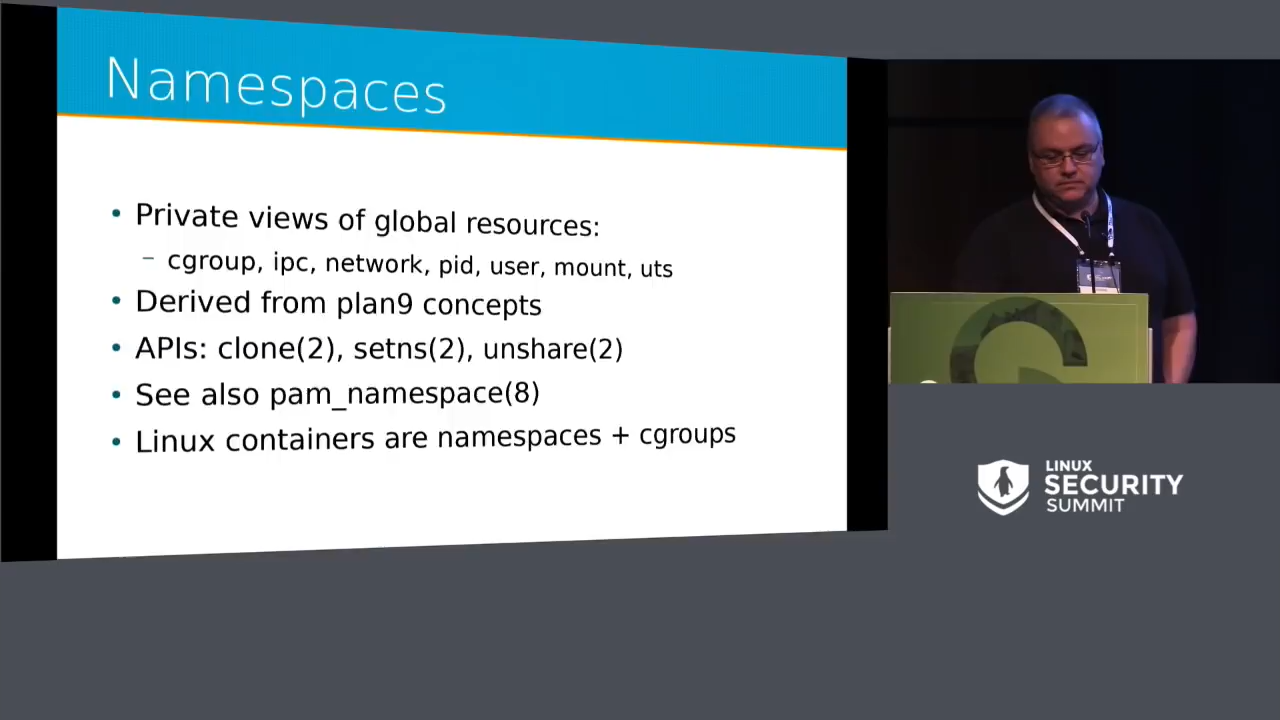 Namespaces
• Private views of global resources:
– cgroup, ipc, network, pid, user, mount, uts
• Derived from plan9 concepts
• APIs: clone(2), setns(2), unshare(2)
• See also pam_namespace(8)
• Linux containers are namespaces + cgroups
LINUX
SECURITY
SUMMIT